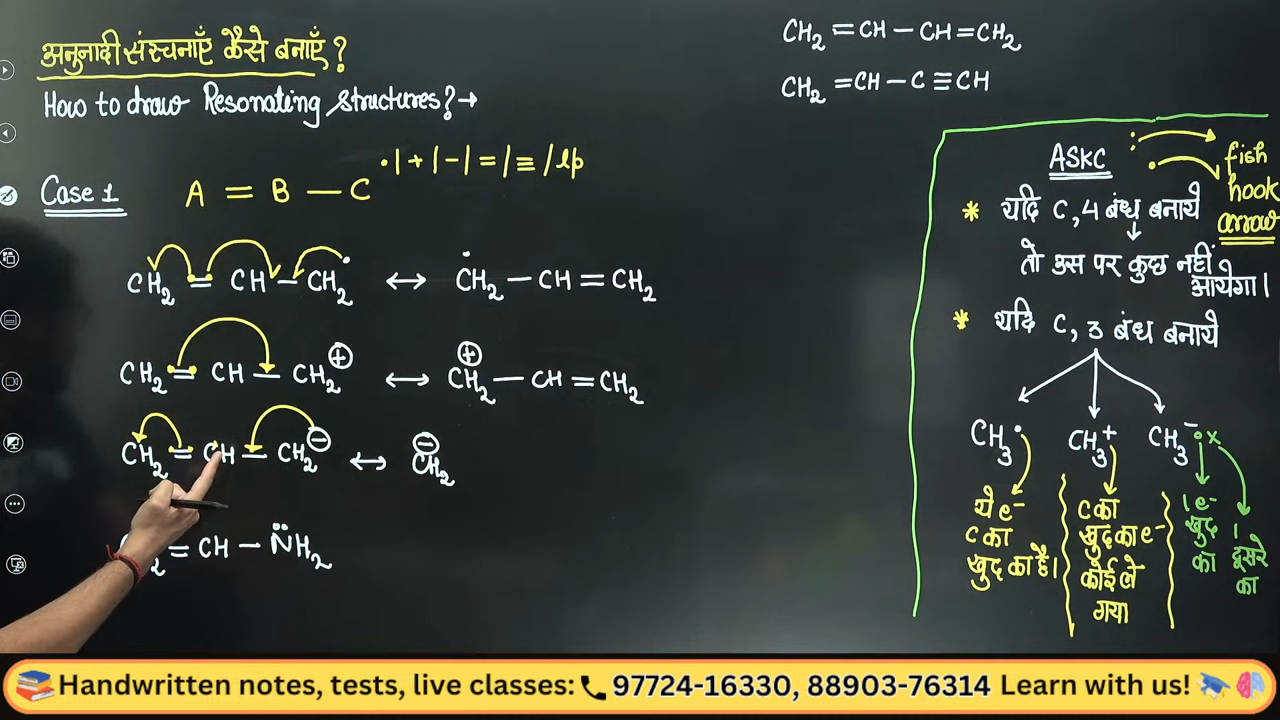 अनुनादी संरचनाएँ कैसे बनाएँ ?
How to draw Resonating structures? →
Case 1
A = B — C
• | + | - | = | ≡ | lp
CH₂ = CH — CH₂• ↔ •CH₂ — CH = CH₂
CH₂ = CH — CH₂⊕ ↔ ⊕CH₂ — CH = CH₂
CH₂ = CH — CH₂⊖ ↔ ⊖CH₂
₂ = CH — N̈H₂
CH₂ = CH — CH = CH₂
CH₂ = CH — C ≡ CH
ASKC
fish
hook
arrow
* यदि C, 4 बंध बनाये
तो उस पर कुछ नहीं
आयेगा।
* यदि C, 3 बंध बनाये
CH₃• CH₃⁺ CH₃⁻ • x
ये e⁻
C का
खुद का है।
C का
खुद का e⁻
कोई ले
गया
1 e⁻
खुद
का
1
दूसरे
का
Handwritten notes, tests, live classes: 97724-16330, 88903-76314 Learn with us!